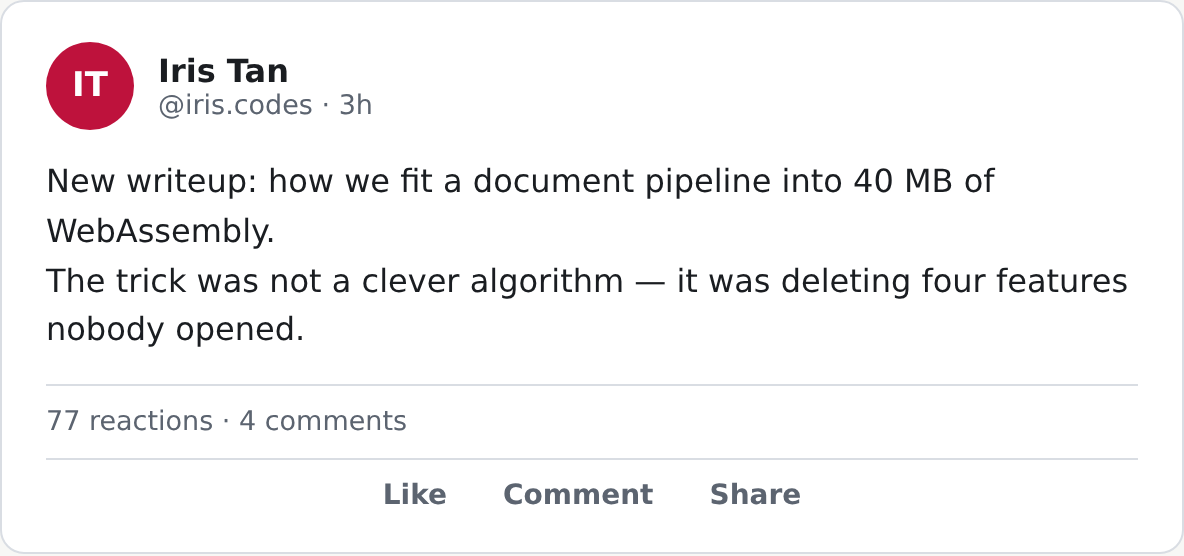 IT
Iris Tan
@iris.codes · 3h
New writeup: how we fit a document pipeline into 40 MB of
WebAssembly.
The trick was not a clever algorithm — it was deleting four features
nobody opened.
77 reactions · 4 comments
Like Comment Share